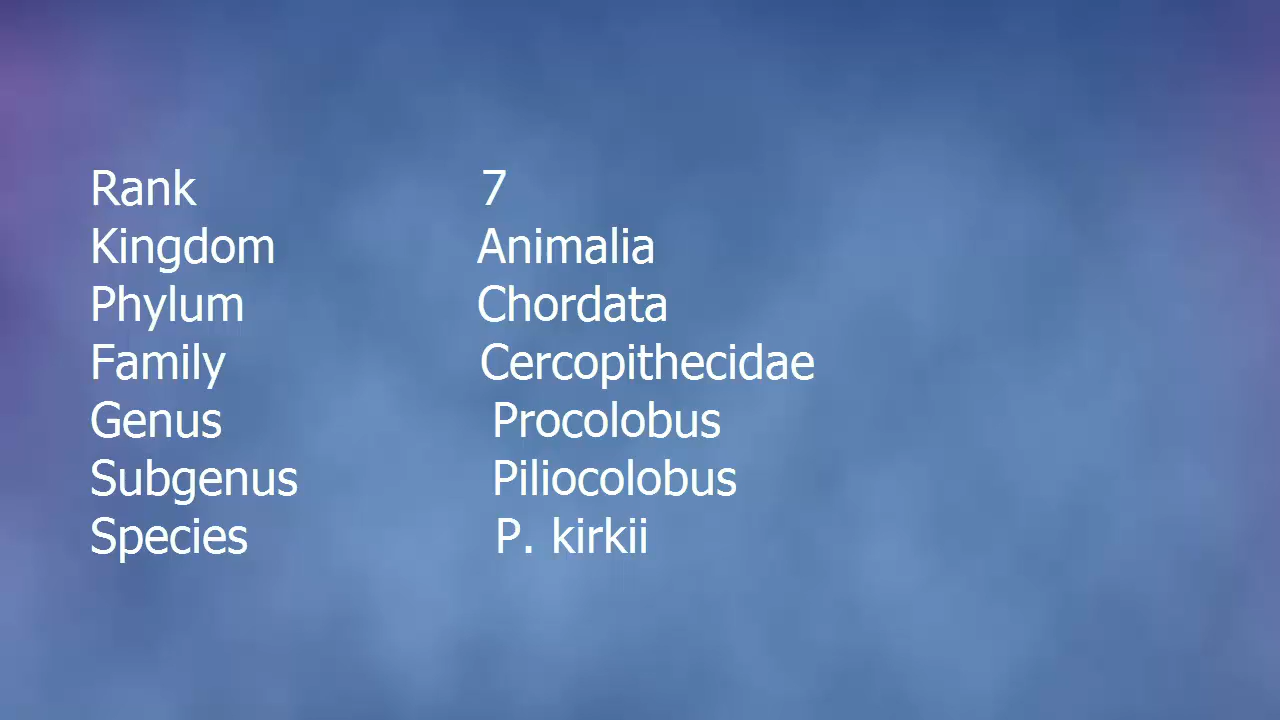 Rank 7
Kingdom Animalia
Phylum Chordata
Family Cercopithecidae
Genus Procolobus
Subgenus Piliocolobus
Species P. kirkii